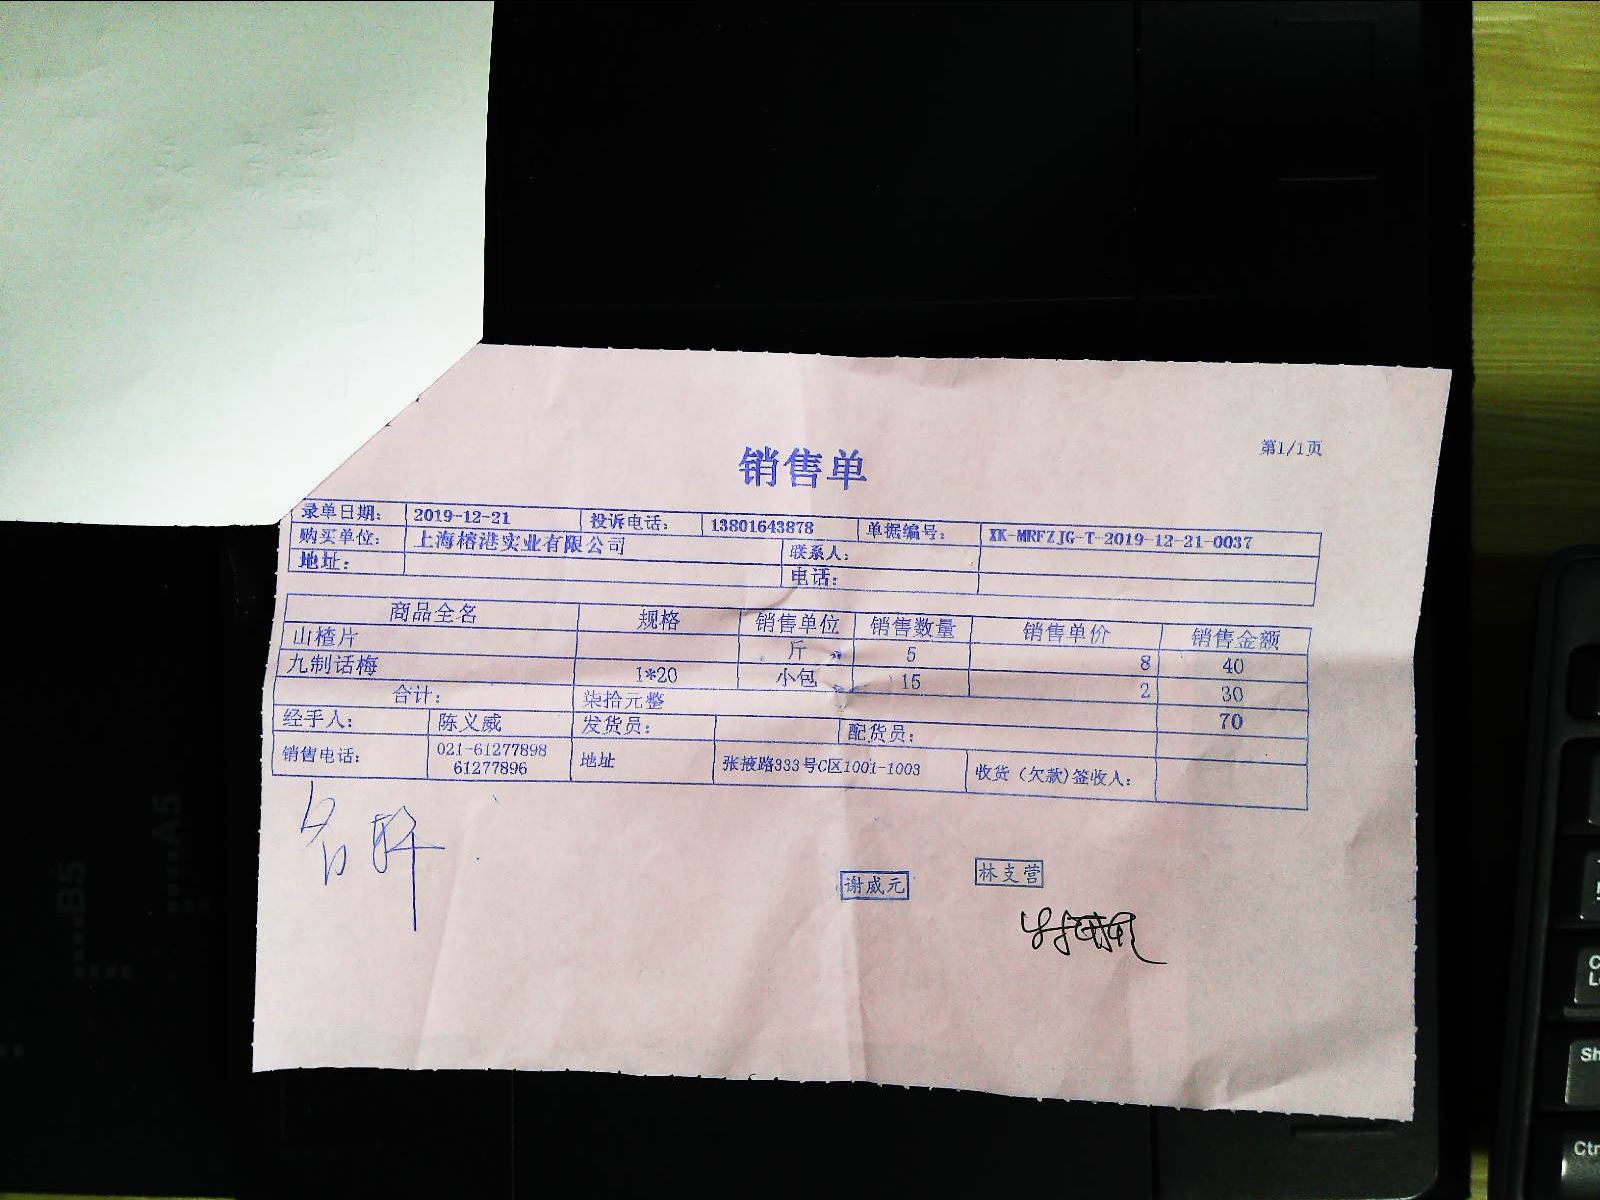 第1/1页
销售单
录单日期： 2019-12-21 投诉电话： 13801643878 单据编号： XK-MRFZJG-T-2019-12-21-0037
购买单位： 上海榕港实业有限公司 联系人：
地址： 电话：
商品全名 规格 销售单位 销售数量 销售单价 销售金额
山楂片 斤 5 8 40
九制话梅 1*20 小包 15 2 30
合计： 柒拾元整 70
经手人： 陈义威 发货员： 配货员：
销售电话： 021-61277898 61277896 地址 张掖路333号C区1001-1003 收货（欠款)签收人：
谢威元
林支营
B5
A5
Sh
Ctr